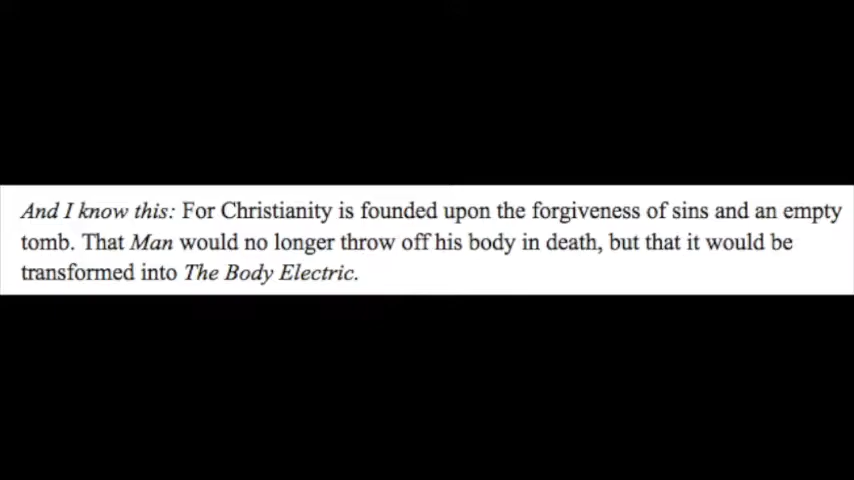 And I know this: For Christianity is founded upon the forgiveness of sins and an empty
tomb. That Man would no longer throw off his body in death, but that it would be
transformed into The Body Electric.